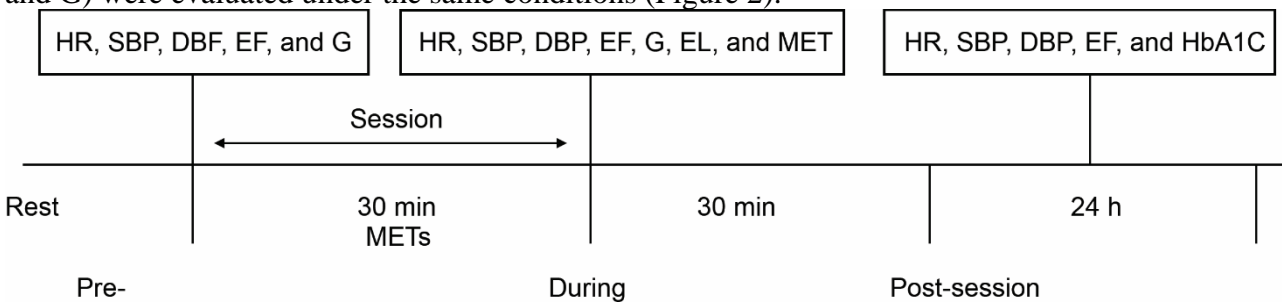 and G) were evaluated under the same conditions (Figure 2).
HR, SBP, DBF, EF, and G
HR, SBP, DBP, EF, G, EL, and MET
HR, SBP, DBP, EF, and HbA1C
Session
Rest
30 min
METs
30 min
24 h
Pre-
During
Post-session